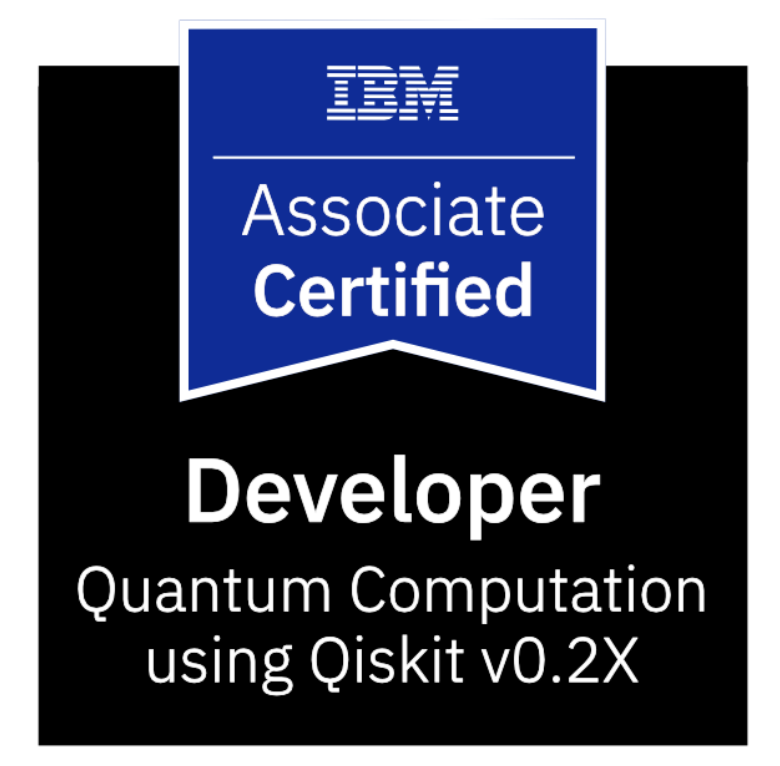 IBM
Associate
Certified
Developer
Quantum Computation
using Qiskit v0.2X